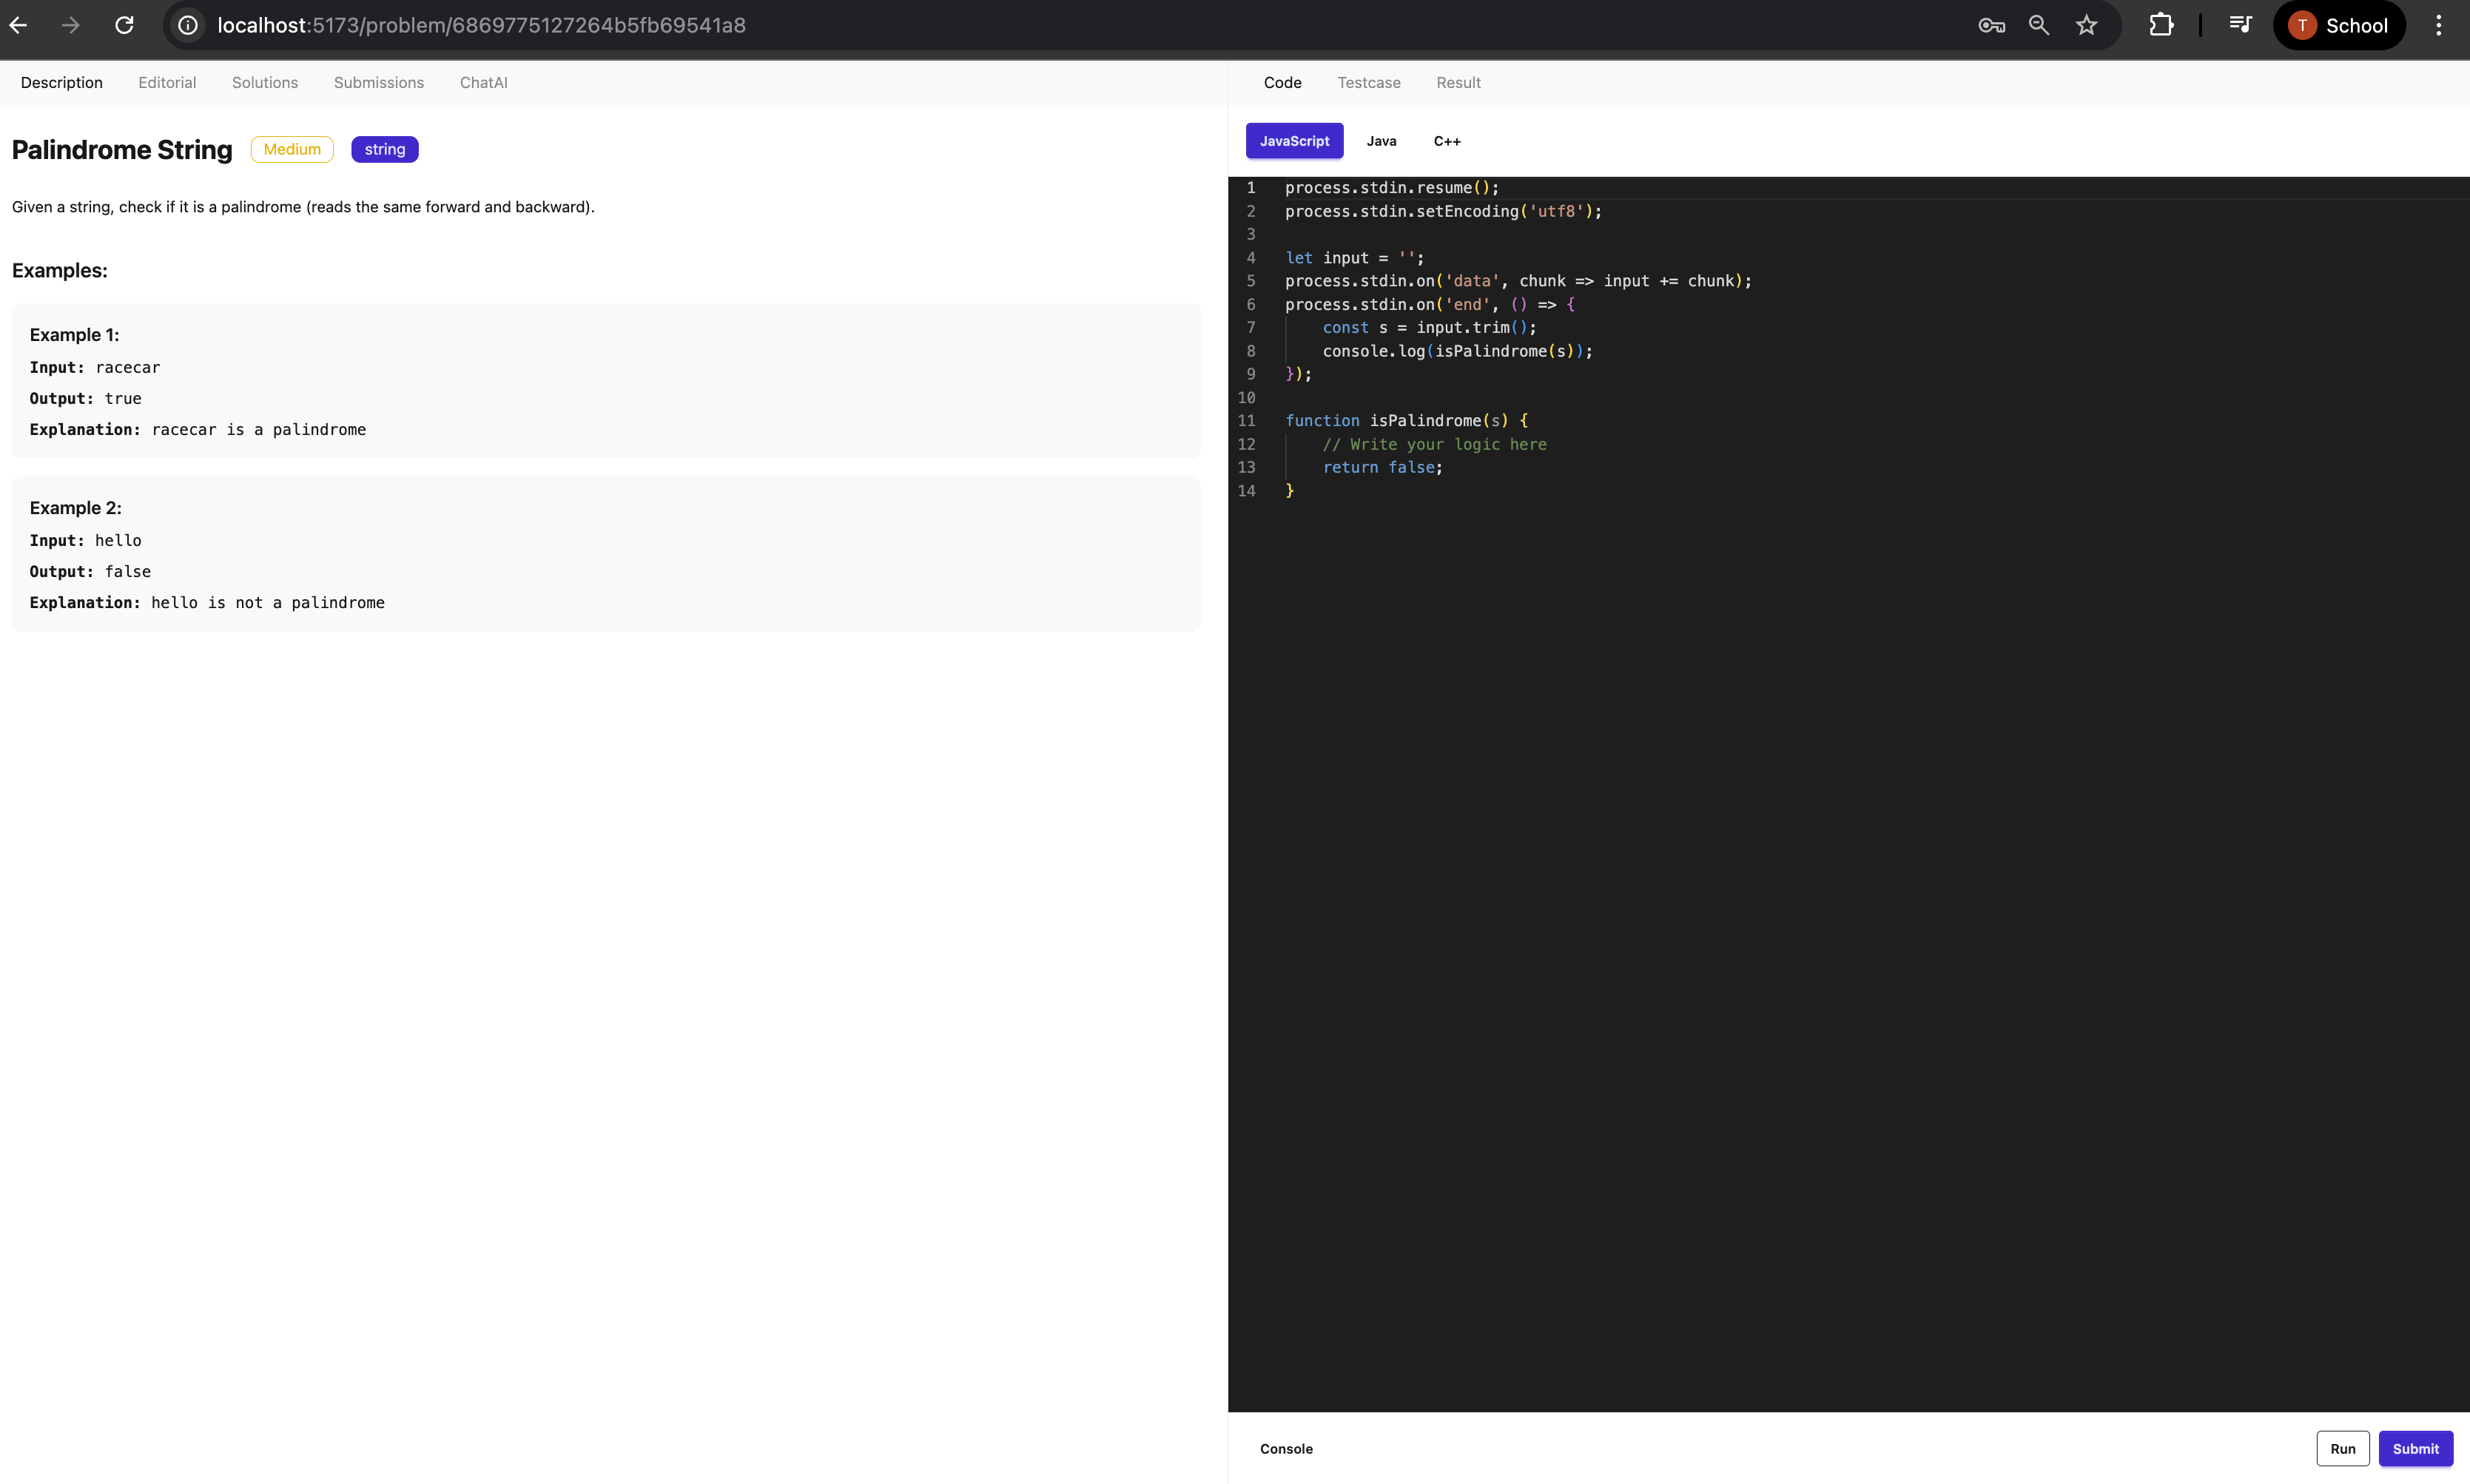 localhost:5173/problem/6869775127264b5fb69541a8
T School
Description Editorial Solutions Submissions ChatAI
Palindrome String Medium string
Given a string, check if it is a palindrome (reads the same forward and backward).
Examples:
Example 1:
Input: racecar
Output: true
Explanation: racecar is a palindrome
Example 2:
Input: hello
Output: false
Explanation: hello is not a palindrome
Code Testcase Result
JavaScript Java C++
1 process.stdin.resume();
2 process.stdin.setEncoding('utf8');
3
4 let input = '';
5 process.stdin.on('data', chunk => input += chunk);
6 process.stdin.on('end', () => {
7     const s = input.trim();
8     console.log(isPalindrome(s));
9 });
10
11 function isPalindrome(s) {
12     // Write your logic here
13     return false;
14 }
Console Run Submit